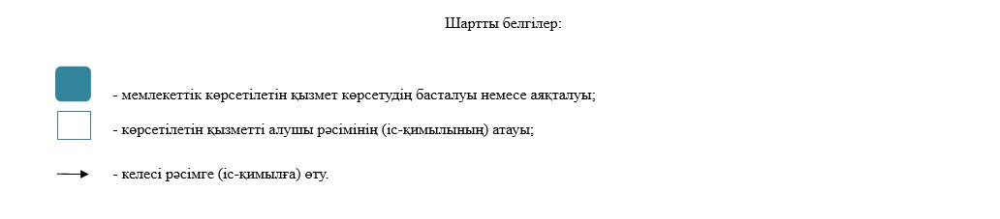 Шартты белгілер:
- мемлекеттік көрсетілетін қызмет көрсетудің басталуы немесе аяқталуы;
- көрсетілетін қызметті алушы рәсімінің (іс-қимылының) атауы;
- келесі рәсімге (іс-қимылға) өту.